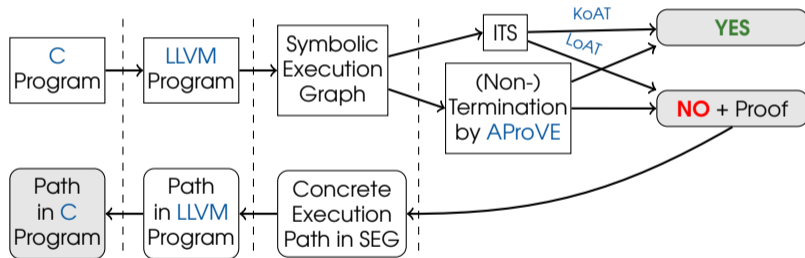 C
Program
LLVM
Program
Symbolic
Execution
Graph
ITS
KoAT
LoAT
(Non-)
Termination
by AProVE
YES
NO + Proof
Path
in C
Program
Path
in LLVM
Program
Concrete
Execution
Path in SEG